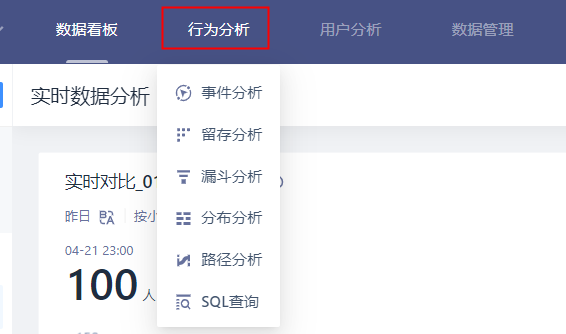 数据看板 行为分析 用户分析 数据管理
实时数据分析
事件分析
留存分析
漏斗分析
分布分析
路径分析
SQL查询
实时对比_01
昨日 按小
04-21 23:00
100 人